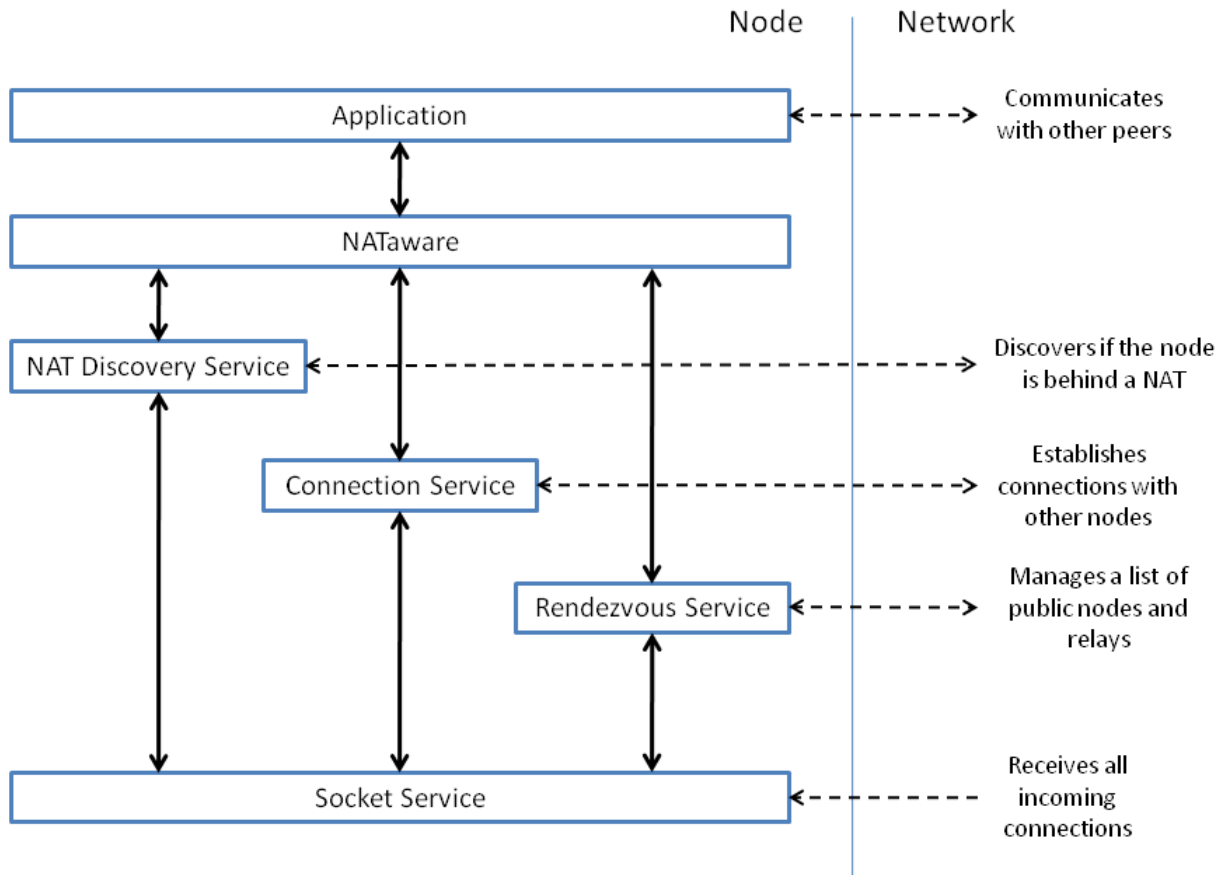 Node
Network
Application
Communicates
with other peers
NATaware
NAT Discovery Service
Discovers if the node
is behind a NAT
Connection Service
Establishes
connections with
other nodes
Rendezvous Service
Manages a list of
public nodes and
relays
Socket Service
Receives all
incoming
connections